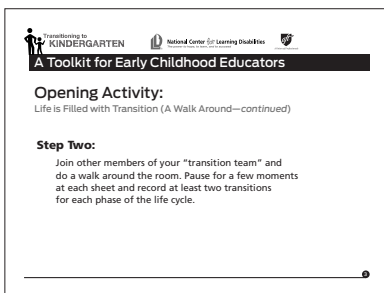 Transitioning to
KINDERGARTEN
National Center for Learning Disabilities
A Toolkit for Early Childhood Educators
Opening Activity:
Life is Filled with Transition (A Walk Around—continued)
Step Two:
Join other members of your “transition team” and
do a walk around the room. Pause for a few moments
at each sheet and record at least two transitions
for each phase of the life cycle.